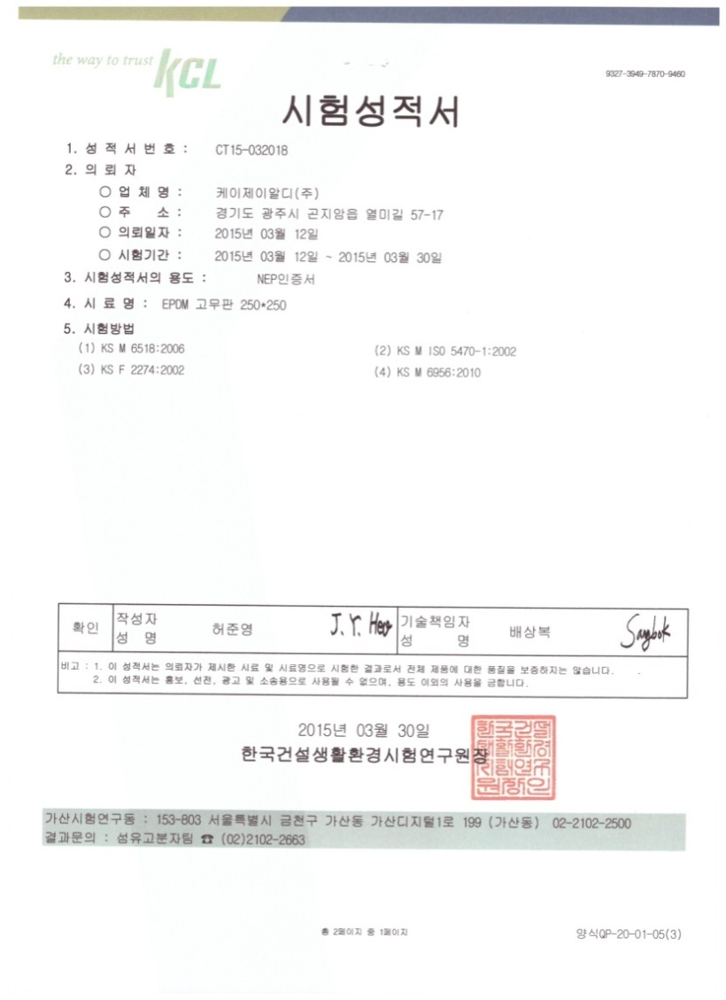 the way to trust KCL
9327-3949-7870-9460
시험성적서
1. 성 적 서 번 호 : CT15-032018
2. 의 뢰 자
○ 업 체 명 : 케이제이알디(주)
○ 주 소 : 경기도 광주시 곤지암읍 열미길 57-17
○ 의뢰일자 : 2015년 03월 12일
○ 시험기간 : 2015년 03월 12일 ~ 2015년 03월 30일
3. 시험성적서의 용도 : NEP인증서
4. 시 료 명 : EPDM 고무판 250*250
5. 시험방법
(1) KS M 6518:2006 (2) KS M ISO 5470-1:2002
(3) KS F 2274:2002 (4) KS M 6956:2010
확인 작성자 성 명 허준영 J. Y. Heo 기술책임자 성 명 배상복 Sangbok
비고 : 1. 이 성적서는 의뢰자가 제시한 시료 및 시료명으로 시험한 결과로서 전체 제품에 대한 품질을 보증하지는 않습니다.
2. 이 성적서는 홍보, 선전, 광고 및 소송용으로 사용될 수 없으며, 용도 이외의 사용을 금합니다.
2015년 03월 30일
한국건설생활환경시험연구원장
가산시험연구동 : 153-803 서울특별시 금천구 가산동 가산디지털1로 199 (가산동) 02-2102-2500
결과문의 : 섬유고분자팀 ☎ (02)2102-2663
총 2페이지 중 1페이지
양식QP-20-01-05(3)